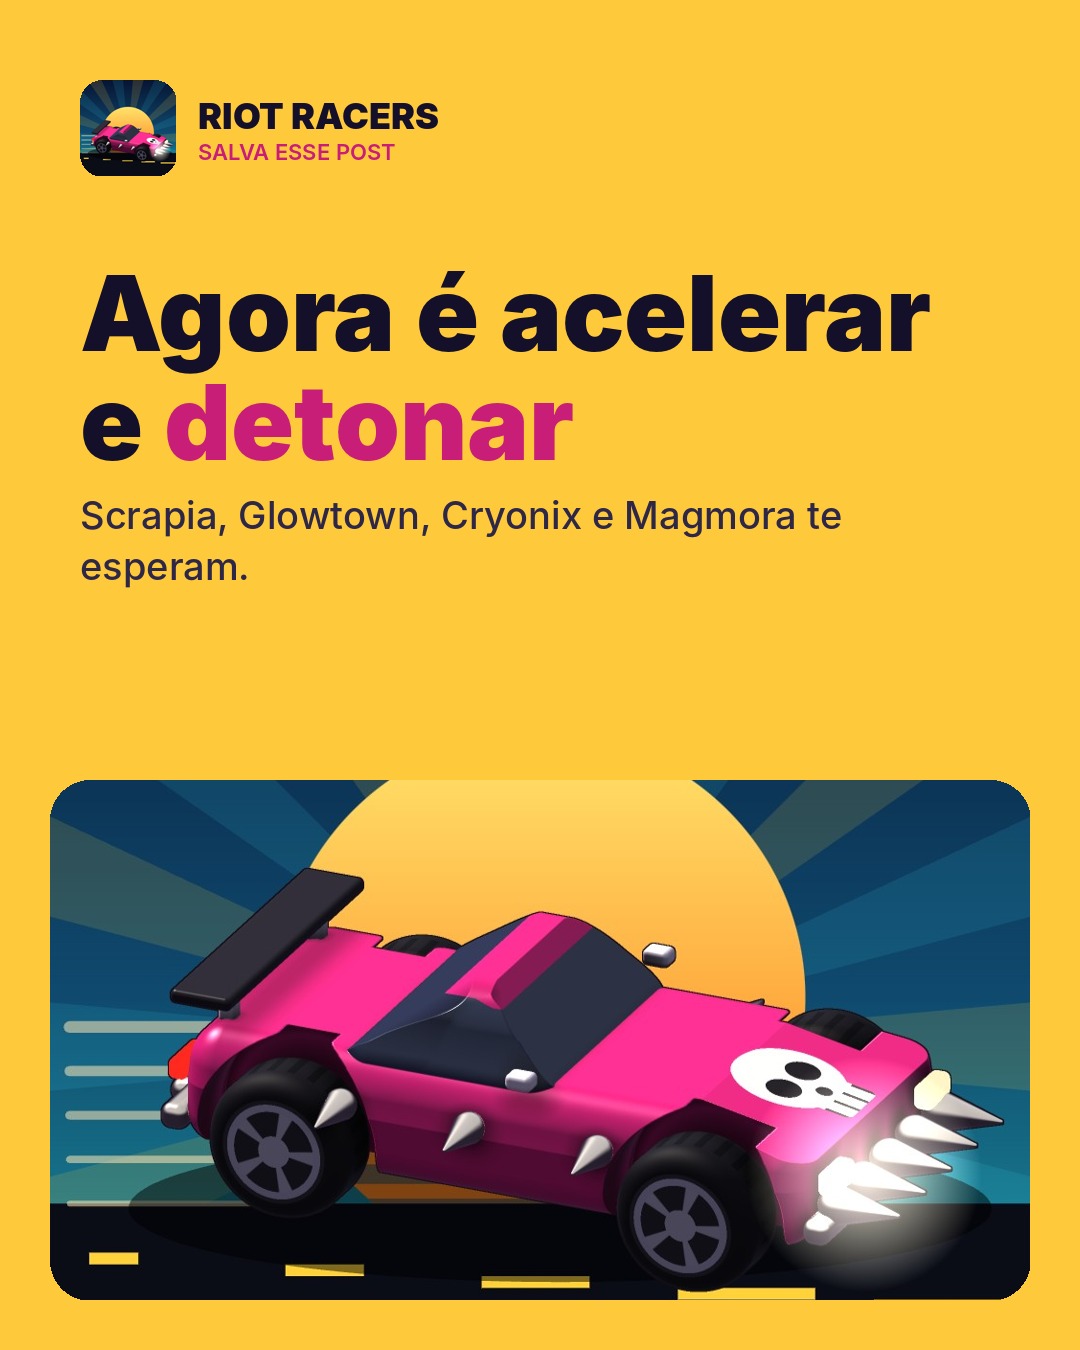 RIOT RACERS
SALVA ESSE POST
Agora é acelerar
e detonar
Scrapia, Glowtown, Cryonix e Magmora te
esperam.